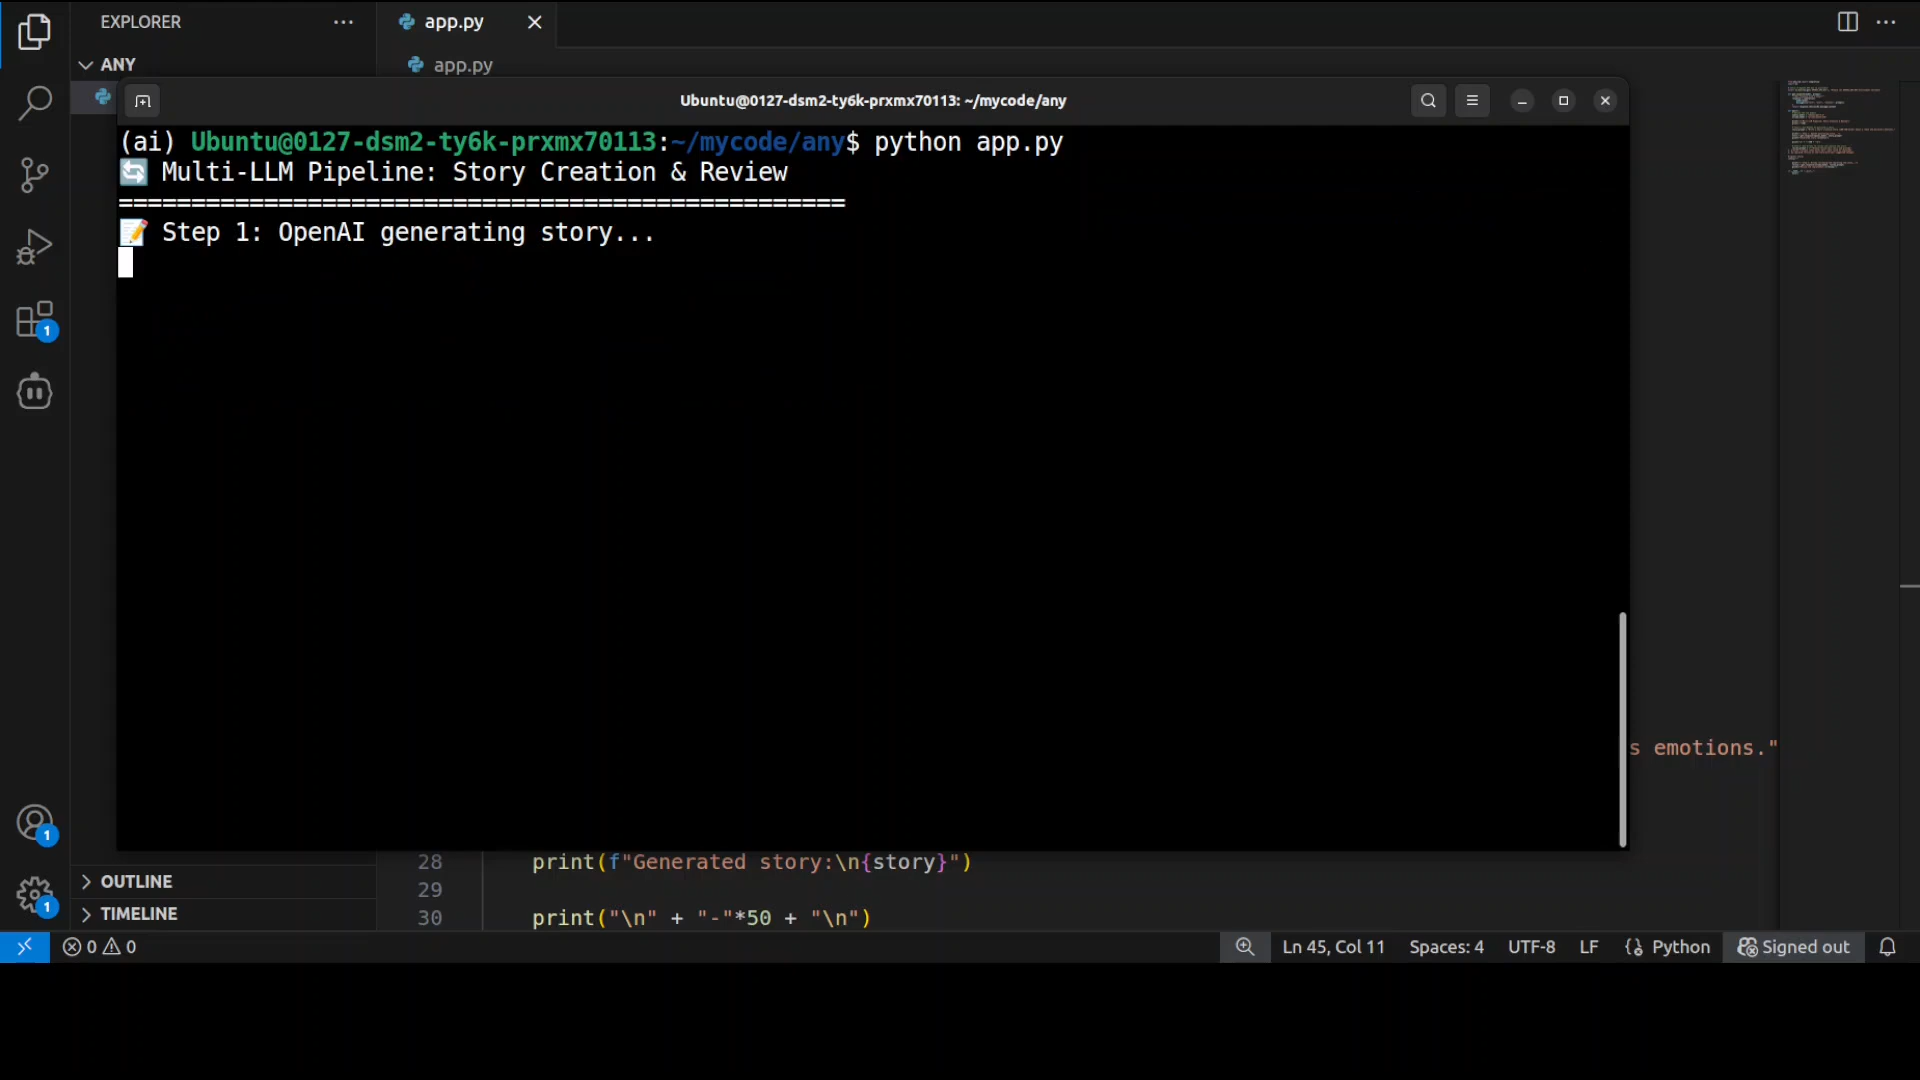 EXPLORER
app.py
ANY
app.py
Ubuntu@0127-dsm2-ty6k-prxmx70113: ~/mycode/any
(ai) Ubuntu@0127-dsm2-ty6k-prxmx70113:~/mycode/any$ python app.py
Multi-LLM Pipeline: Story Creation & Review
==================================================
Step 1: OpenAI generating story...
1
s emotions."
1
28 print(f"Generated story:\n{story}")
OUTLINE
29
1
TIMELINE
30 print("\n" + "-"*50 + "\n")
0 0
Ln 45, Col 11 Spaces: 4 UTF-8 LF Python Signed out